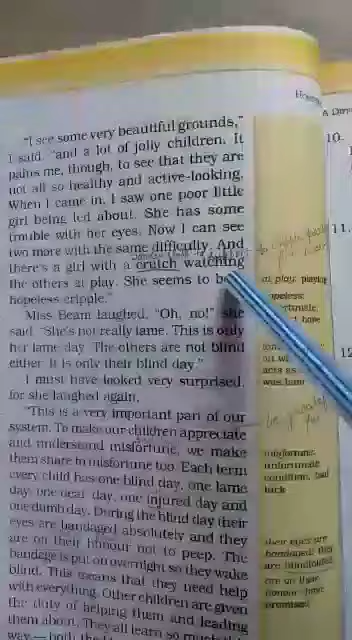 "I see some very beautiful grounds,"
I said, "and a lot of jolly children. It
pains me, though, to see that they are
not all so healthy and active-looking.
When I came in, I saw one poor little
girl being led about. She has some
trouble with her eyes. Now I can see
two more with the same difficulty. And
there's a girl with a crutch watching
the others at play. She seems to be a
hopeless cripple."
Miss Beam laughed. "Oh, no!" she
said. "She's not really lame. This is only
her lame day. The others are not blind
either. It is only their blind day."
I must have looked very surprised,
for she laughed again.
"This is a very important part of our
system. To make our children appreciate
and understand misfortune, we make
them share in misfortune too. Each term
every child has one blind day, one lame
day, one deaf day, one injured day and
one dumb day. During the blind day their
eyes are bandaged absolutely and they
are on their honour not to peep. The
bandage is put on overnight so they wake
blind. This means that they need help
with everything. Other children are given
the duty of helping them and leading
them about. They all learn so much
way — both the
at play: playing
hopeless:
acts as
was lame
misfortune:
unfortunate
condition, bad
luck
their eyes are
bandaged: they
are blindfolded
are on their
honour: have
promised
10.
11.
12